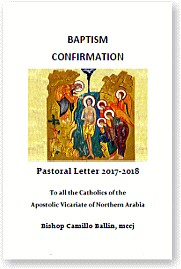 BAPTISM
CONFIRMATION
Pastoral Letter 2017-2018
To all the Catholics of the
Apostolic Vicariate of Northern Arabia
Bishop Camillo Ballin, mccj